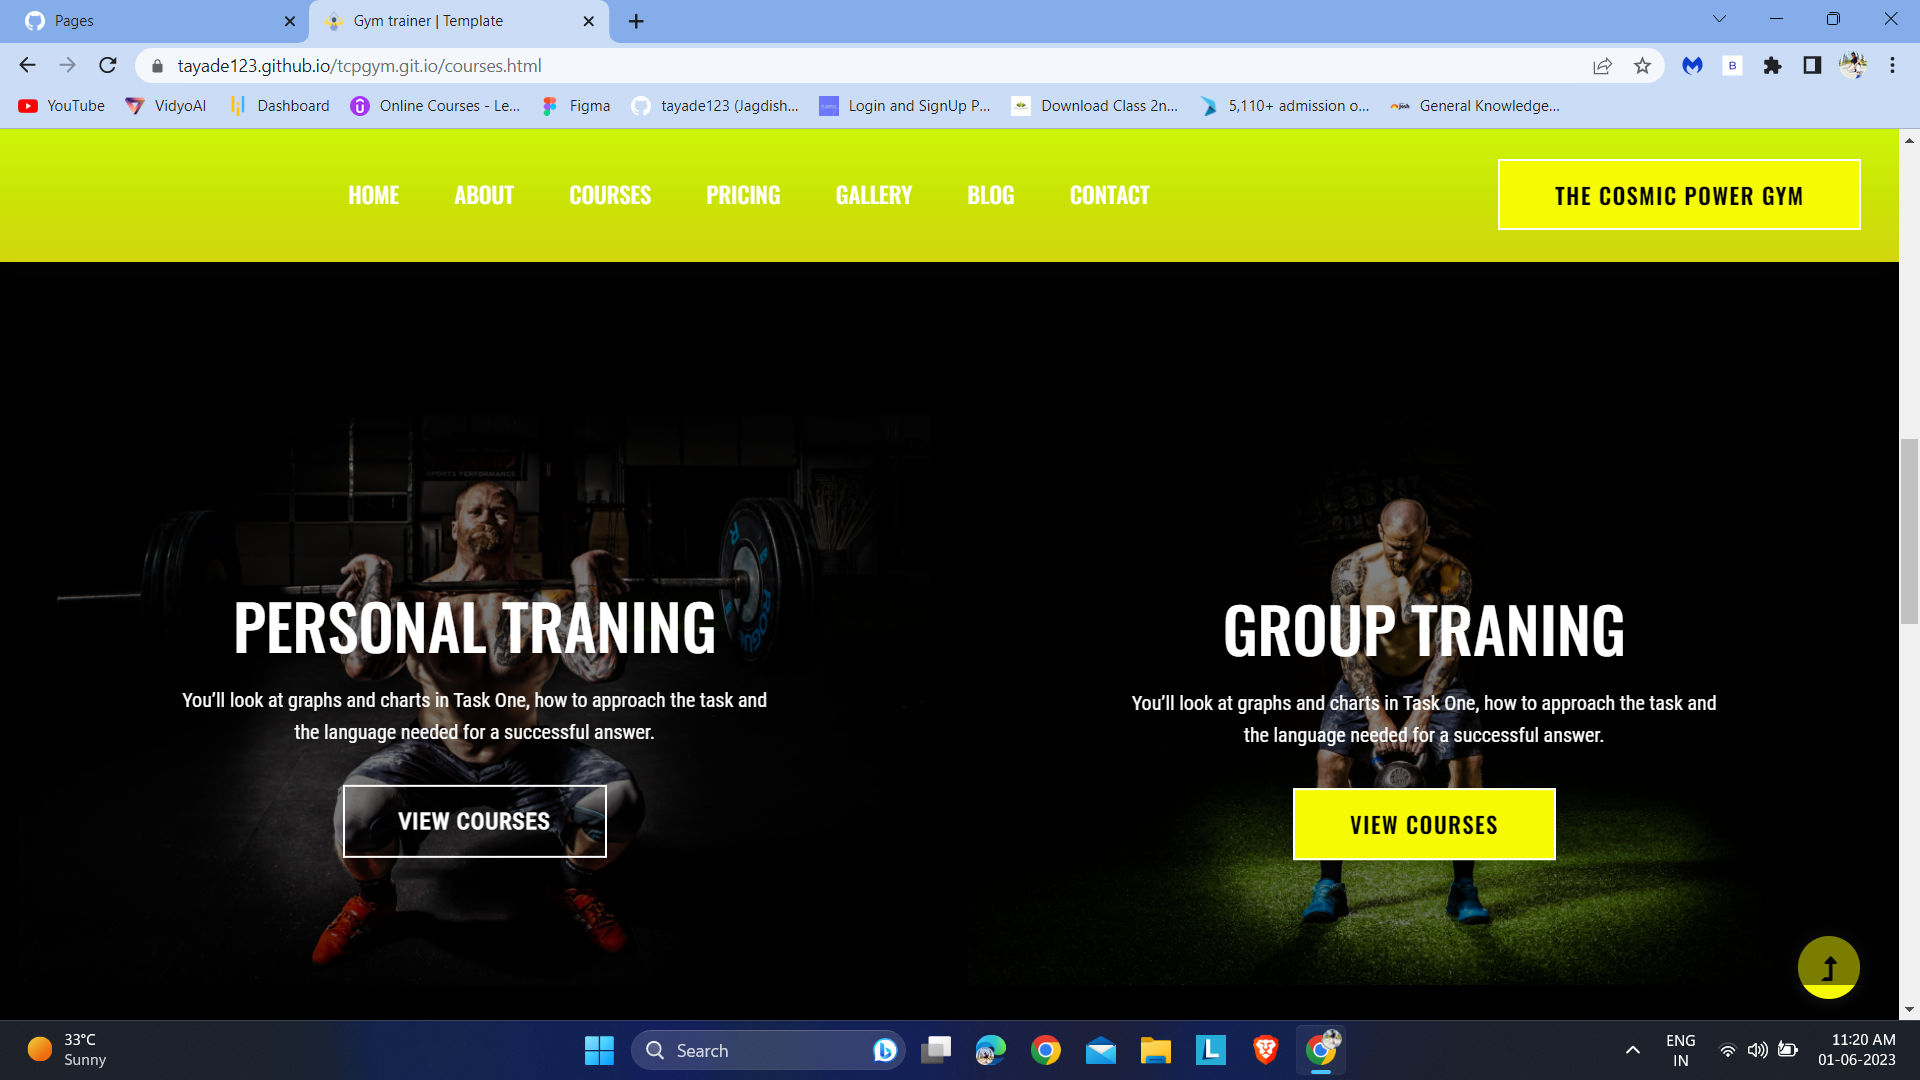 Pages
Gym trainer | Template
tayade123.github.io/tcpgym.git.io/courses.html
YouTube VidyoAI Dashboard Online Courses - Le... Figma tayade123 (Jagdish... Login and SignUp P... Download Class 2n... 5,110+ admission o... General Knowledge...
HOME ABOUT COURSES PRICING GALLERY BLOG CONTACT
THE COSMIC POWER GYM
SPORTS PERFORMANCE
PERSONAL TRANING
You'll look at graphs and charts in Task One, how to approach the task and
the language needed for a successful answer.
VIEW COURSES
GROUP TRANING
You'll look at graphs and charts in Task One, how to approach the task and
the language needed for a successful answer.
VIEW COURSES
33°C
Sunny
Search
ENG
IN
11:20 AM
01-06-2023